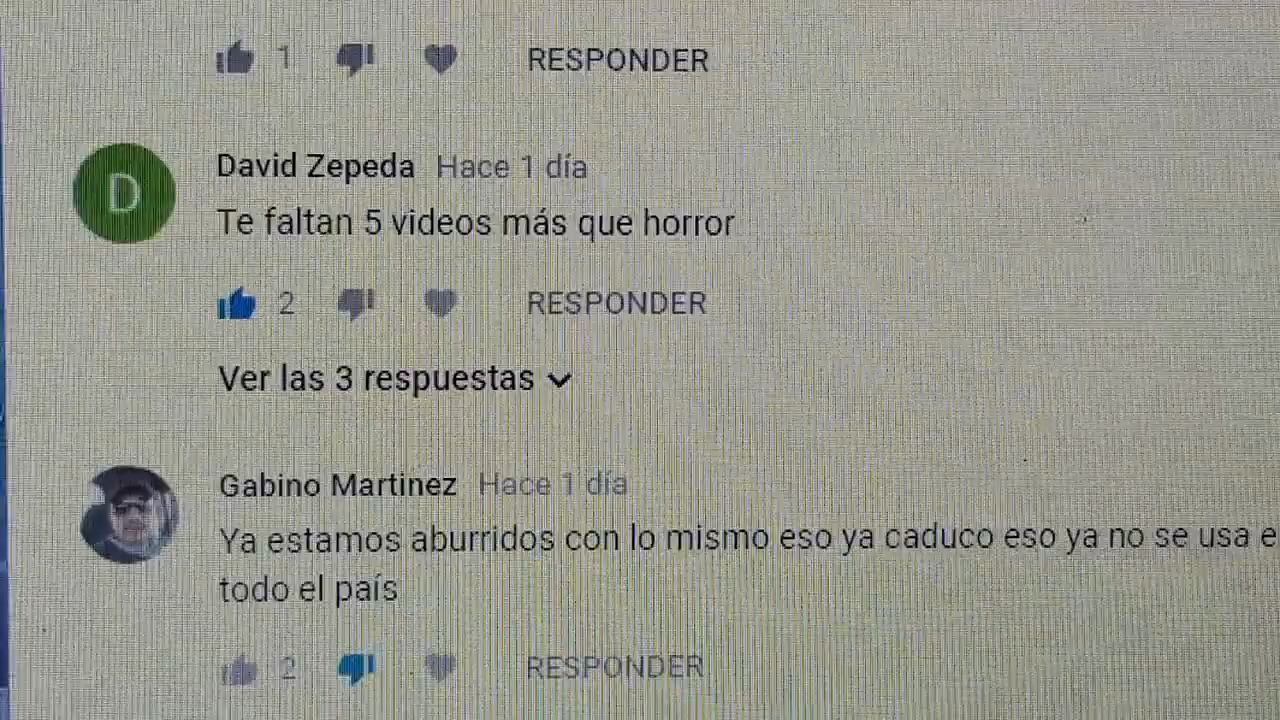 1 RESPONDER
D
David Zepeda Hace 1 día
Te faltan 5 videos más que horror
2 RESPONDER
Ver las 3 respuestas
Gabino Martinez Hace 1 día
Ya estamos aburridos con lo mismo eso ya caduco eso ya no se usa e
todo el país
2 RESPONDER